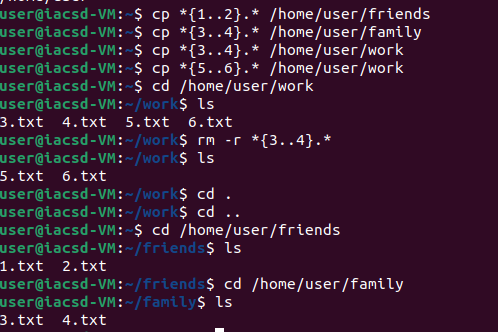 user@iacsd-VM:~$ cp *{1..2}.* /home/user/friends
user@iacsd-VM:~$ cp *{3..4}.* /home/user/family
user@iacsd-VM:~$ cp *{3..4}.* /home/user/work
user@iacsd-VM:~$ cp *{5..6}.* /home/user/work
user@iacsd-VM:~$ cd /home/user/work
user@iacsd-VM:~/work$ ls
3.txt  4.txt  5.txt  6.txt
user@iacsd-VM:~/work$ rm -r *{3..4}.*
user@iacsd-VM:~/work$ ls
5.txt  6.txt
user@iacsd-VM:~/work$ cd .
user@iacsd-VM:~/work$ cd ..
user@iacsd-VM:~$ cd /home/user/friends
user@iacsd-VM:~/friends$ ls
1.txt  2.txt
user@iacsd-VM:~/friends$ cd /home/user/family
user@iacsd-VM:~/family$ ls
3.txt  4.txt